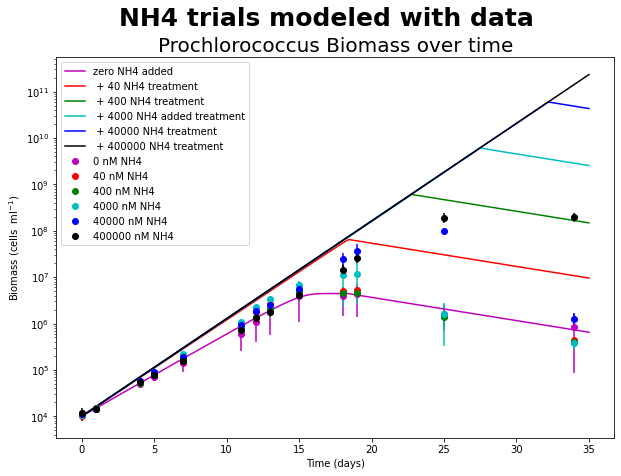 NH4 trials modeled with data
Prochlorococcus Biomass over time
zero NH4 added
+ 40 NH4 treatment
+ 400 NH4 treatment
+ 4000 NH4 added treatment
+ 40000 NH4 treatment
+ 400000 NH4 treatment
0 nM NH4
40 nM NH4
400 nM NH4
4000 nM NH4
40000 nM NH4
400000 nM NH4
Biomass (cells ml⁻¹)
10¹¹
10¹⁰
10⁹
10⁸
10⁷
10⁶
10⁵
10⁴
0 5 10 15 20 25 30 35
Time (days)